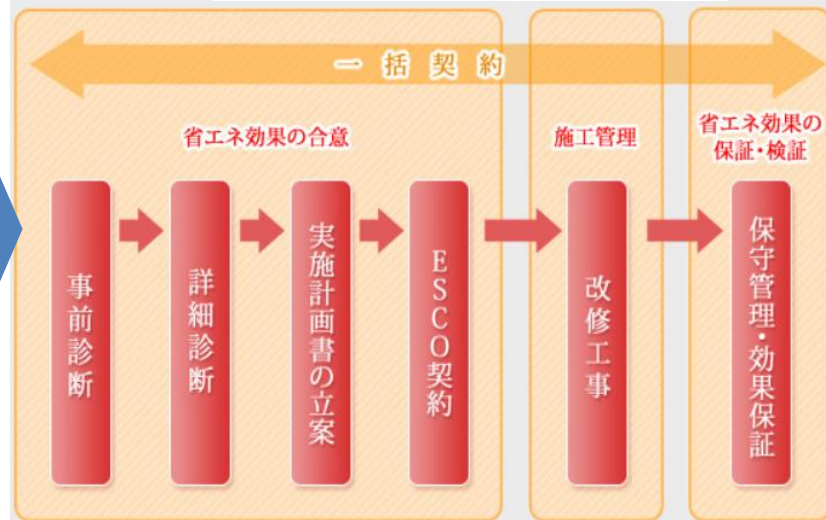 一括契約
省エネ効果の合意
施工管理
省エネ効果の
保証・検証
事前診断
詳細診断
実施計画書の立案
ESCO契約
改修工事
保守管理・効果保証